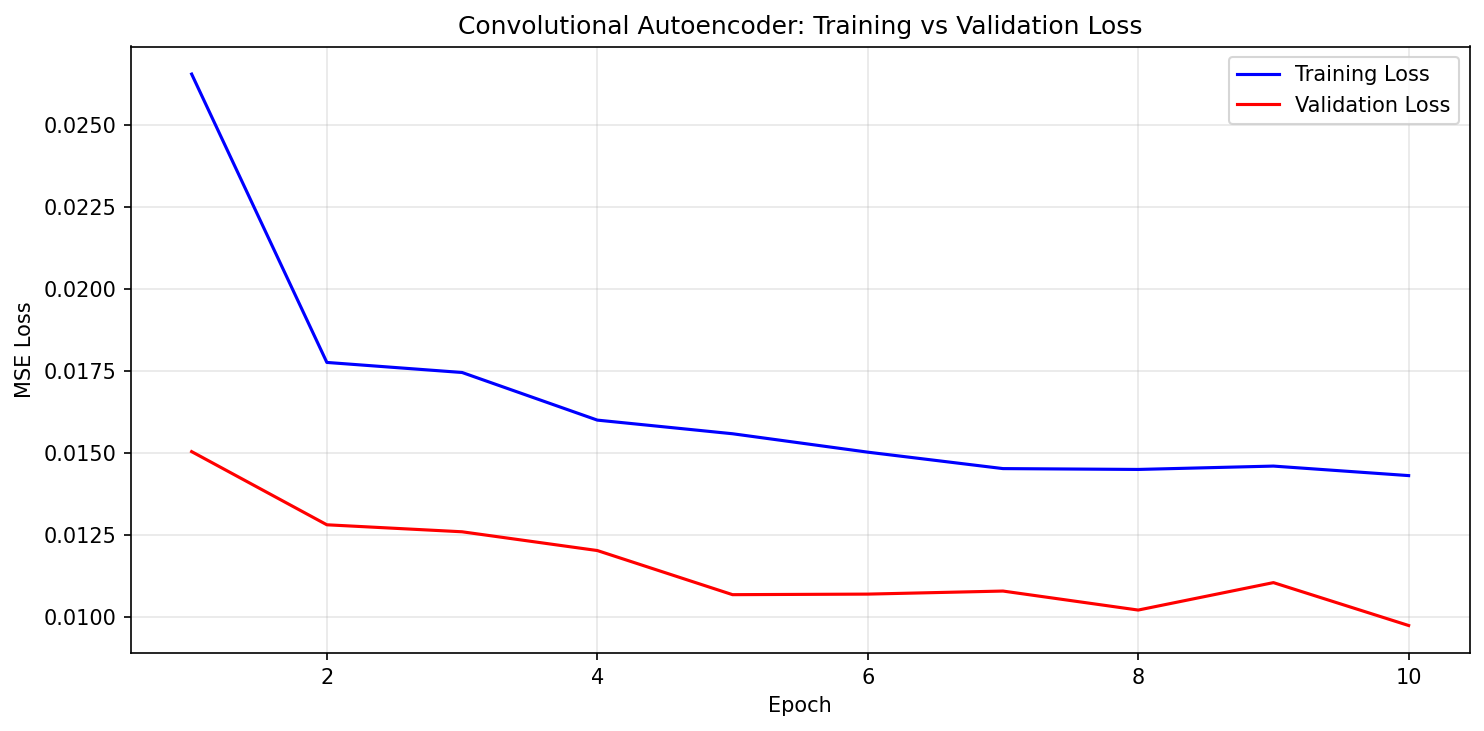 Convolutional Autoencoder: Training vs Validation Loss
Training Loss
Validation Loss
0.0250
0.0225
0.0200
0.0175
0.0150
0.0125
0.0100
MSE Loss
2 4 6 8 10
Epoch